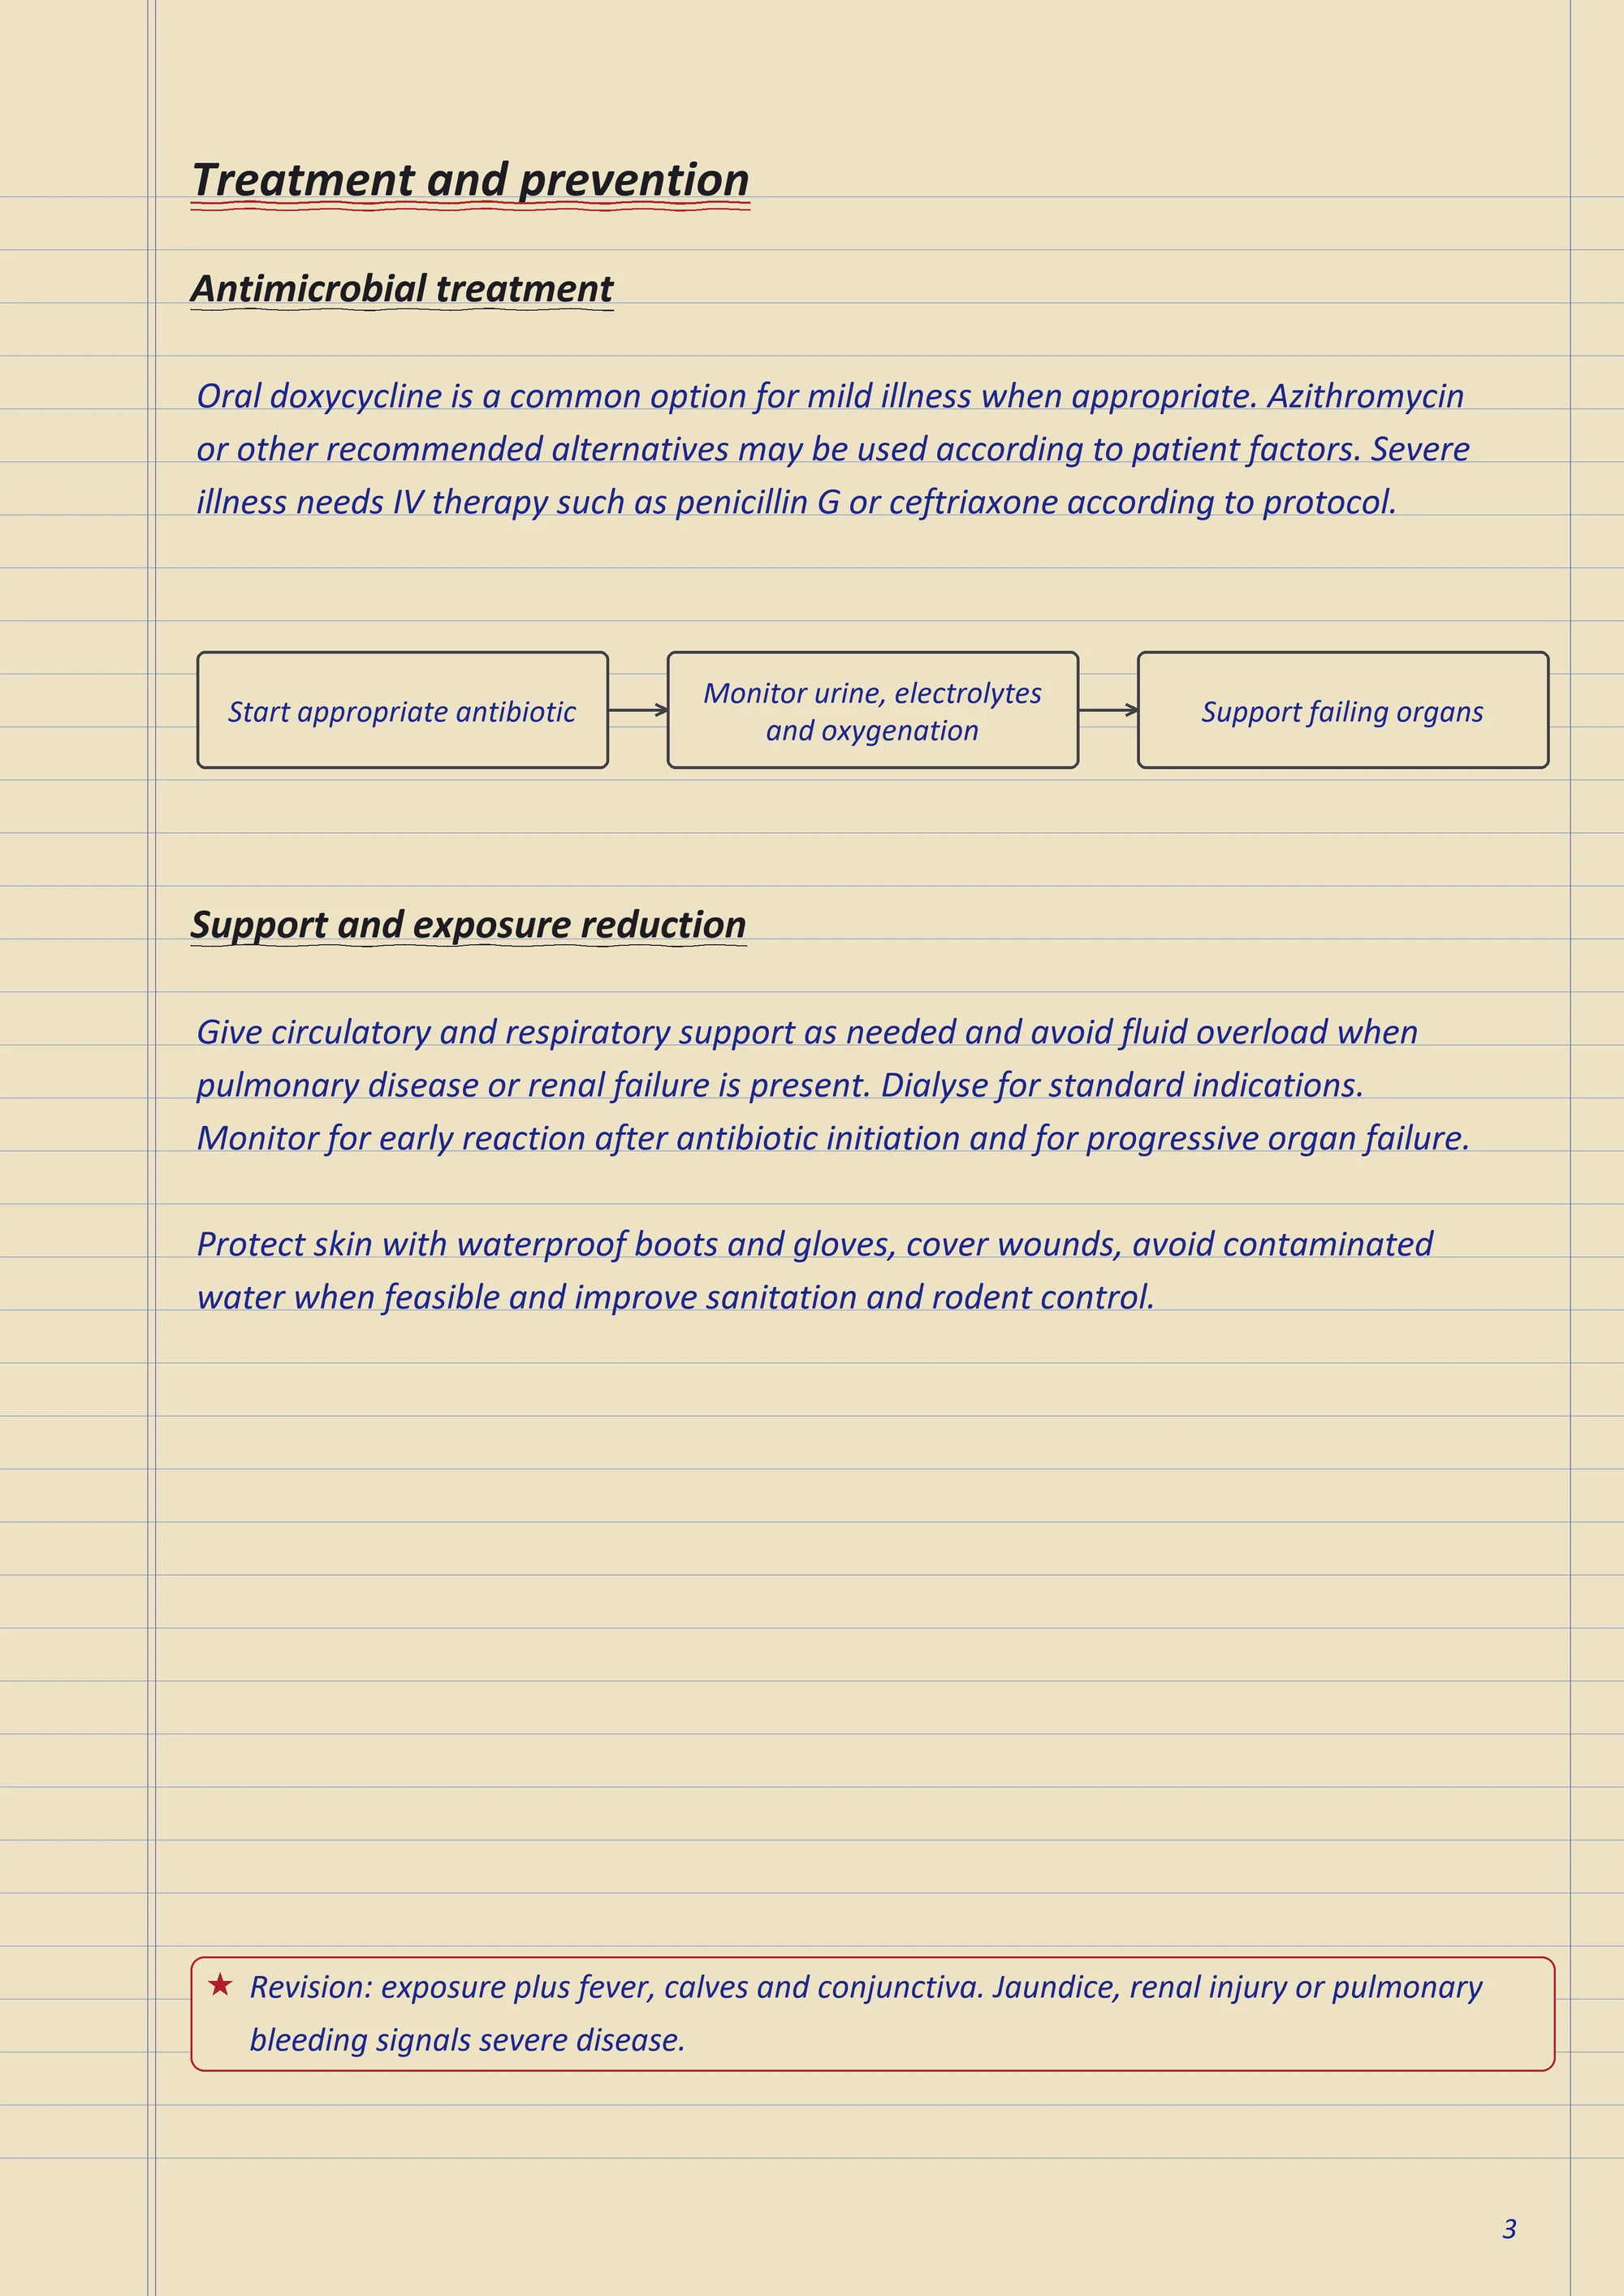 Treatment and prevention
Antimicrobial treatment
Oral doxycycline is a common option for mild illness when appropriate. Azithromycin
or other recommended alternatives may be used according to patient factors. Severe
illness needs IV therapy such as penicillin G or ceftriaxone according to protocol.
Start appropriate antibiotic
Monitor urine, electrolytes
and oxygenation
Support failing organs
Support and exposure reduction
Give circulatory and respiratory support as needed and avoid fluid overload when
pulmonary disease or renal failure is present. Dialyse for standard indications.
Monitor for early reaction after antibiotic initiation and for progressive organ failure.
Protect skin with waterproof boots and gloves, cover wounds, avoid contaminated
water when feasible and improve sanitation and rodent control.
★ Revision: exposure plus fever, calves and conjunctiva. Jaundice, renal injury or pulmonary
bleeding signals severe disease.
3